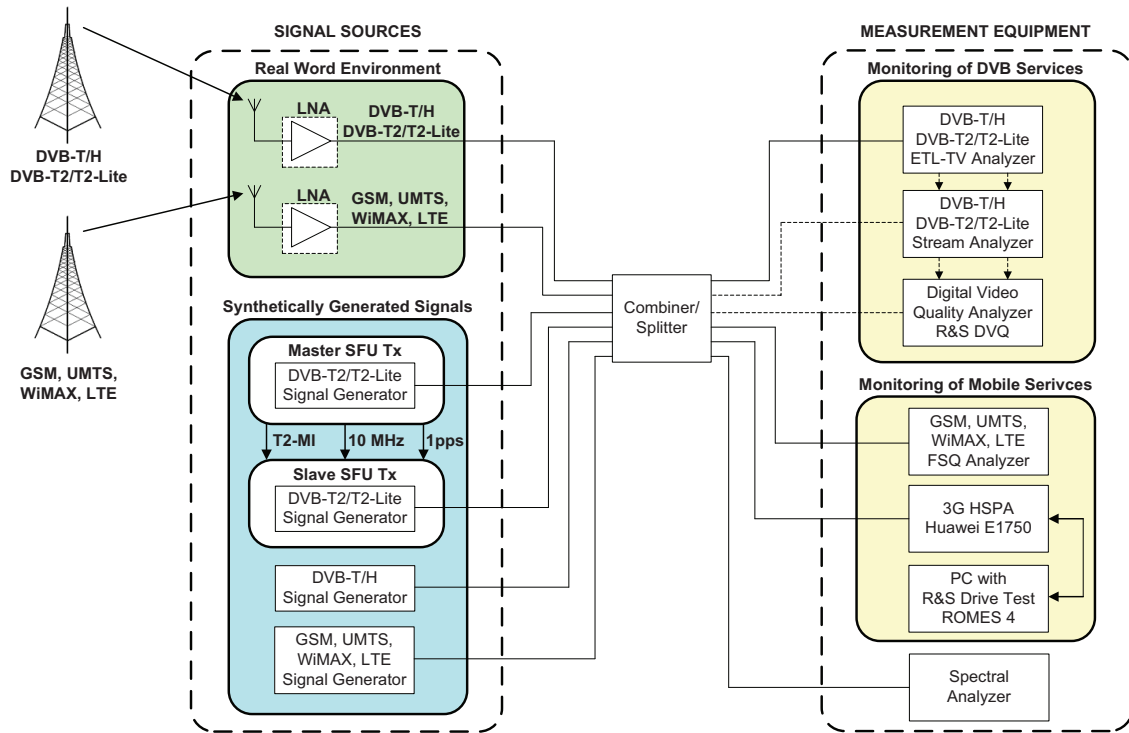 SIGNAL SOURCES
Real Word Environment
LNA
DVB-T/H
DVB-T2/T2-Lite
LNA
GSM, UMTS,
WiMAX, LTE
DVB-T/H
DVB-T2/T2-Lite
GSM, UMTS,
WiMAX, LTE
Synthetically Generated Signals
Master SFU Tx
DVB-T2/T2-Lite
Signal Generator
T2-MI
10 MHz
1pps
Slave SFU Tx
DVB-T2/T2-Lite
Signal Generator
DVB-T/H
Signal Generator
GSM, UMTS,
WiMAX, LTE
Signal Generator
Combiner/
Splitter
MEASUREMENT EQUIPMENT
Monitoring of DVB Services
DVB-T/H
DVB-T2/T2-Lite
ETL-TV Analyzer
DVB-T/H
DVB-T2/T2-Lite
Stream Analyzer
Digital Video
Quality Analyzer
R&S DVQ
Monitoring of Mobile Serivces
GSM, UMTS,
WiMAX, LTE
FSQ Analyzer
3G HSPA
Huawei E1750
PC with
R&S Drive Test
ROMES 4
Spectral
Analyzer